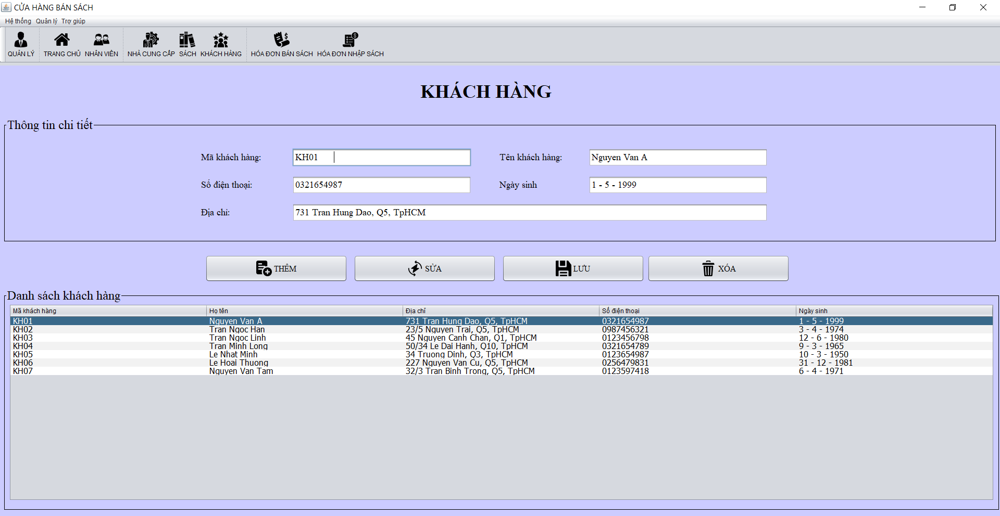 CỬA HÀNG BÁN SÁCH
Hệ thống Quản lý Trợ giúp
QUẢN LÝ TRANG CHỦ NHÂN VIÊN NHÀ CUNG CẤP SÁCH KHÁCH HÀNG HÓA ĐƠN BÁN SÁCH HÓA ĐƠN NHẬP SÁCH
KHÁCH HÀNG
Thông tin chi tiết
Mã khách hàng: KH01 Tên khách hàng: Nguyen Van A
Số điện thoại: 0321654987 Ngày sinh 1 - 5 - 1999
Địa chỉ: 731 Tran Hung Dao, Q5, TpHCM
THÊM SỬA LƯU XÓA
Danh sách khách hàng
Mã khách hàng Họ tên Địa chỉ Số điện thoại Ngày sinh
KH01 Nguyen Van A 731 Tran Hung Dao, Q5, TpHCM 0321654987 1 - 5 - 1999
KH02 Tran Ngoc Han 23/5 Nguyen Trai, Q5, TpHCM 0987456321 3 - 4 - 1974
KH03 Tran Ngoc Linh 45 Nguyen Canh Chan, Q1, TpHCM 0123456798 12 - 6 - 1980
KH04 Tran Minh Long 50/34 Le Dai Hanh, Q10, TpHCM 0321654789 9 - 3 - 1965
KH05 Le Nhat Minh 34 Truong Dinh, Q3, TpHCM 0123654987 10 - 3 - 1950
KH06 Le Hoai Thuong 227 Nguyen Van Cu, Q5, TpHCM 0256479831 31 - 12 - 1981
KH07 Nguyen Van Tam 32/3 Tran Binh Trong, Q5, TpHCM 0123597418 6 - 4 - 1971